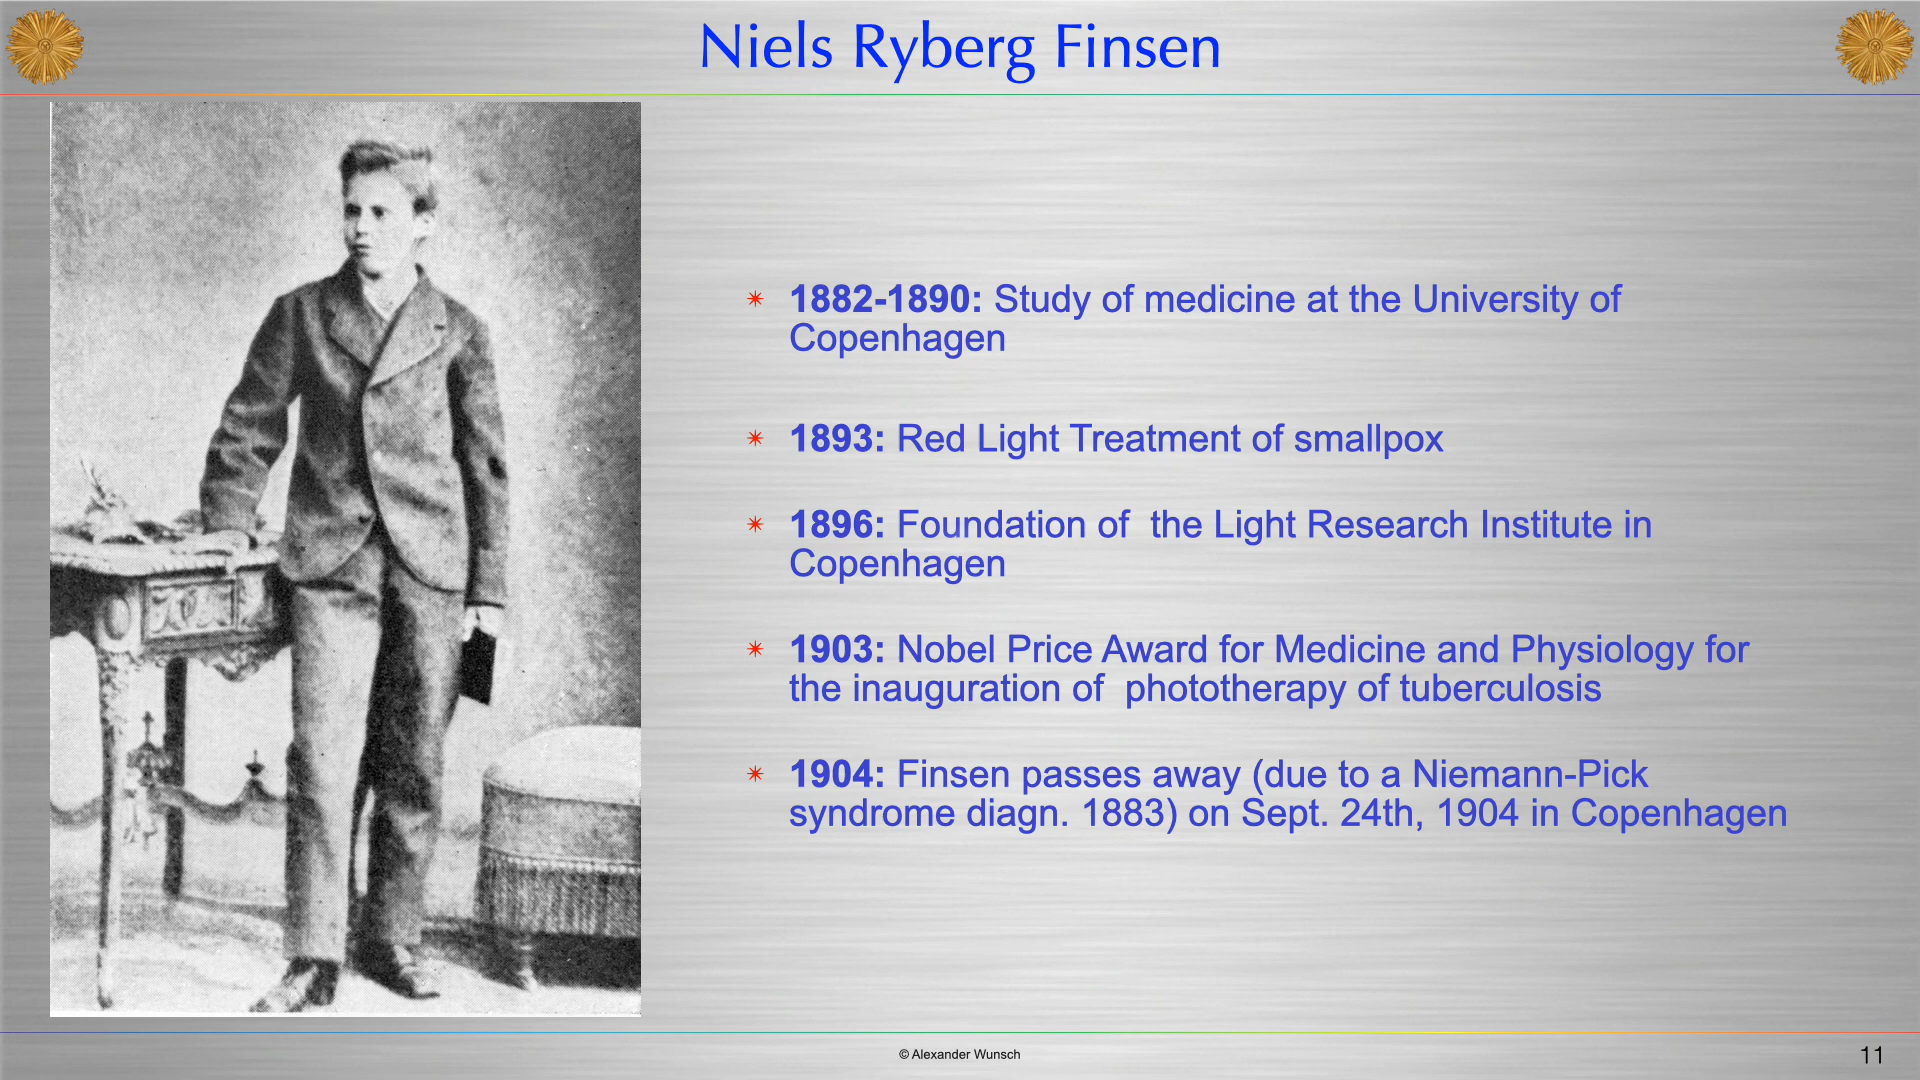 Niels Ryberg Finsen
1882-1890: Study of medicine at the University of
Copenhagen
1893: Red Light Treatment of smallpox
1896: Foundation of  the Light Research Institute in
Copenhagen
1903: Nobel Price Award for Medicine and Physiology for
the inauguration of  phototherapy of tuberculosis
1904: Finsen passes away (due to a Niemann-Pick
syndrome diagn. 1883) on Sept. 24th, 1904 in Copenhagen
© Alexander Wunsch
11